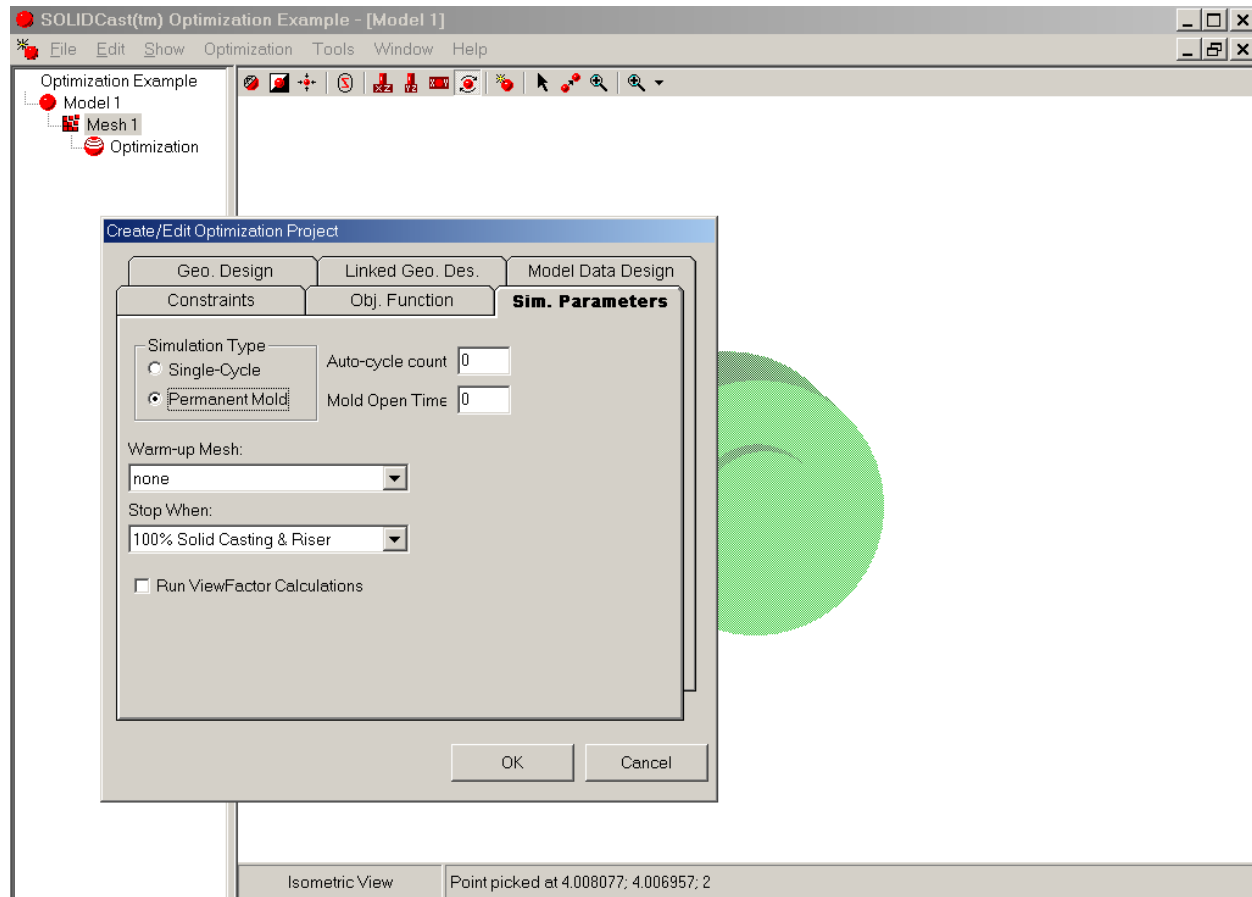 SOLIDCast(tm) Optimization Example - [Model 1]
File Edit Show Optimization Tools Window Help
Optimization Example
Model 1
Mesh 1
Optimization
Create/Edit Optimization Project
Geo. Design Linked Geo. Des. Model Data Design
Constraints Obj. Function Sim. Parameters
Simulation Type
Single-Cycle
Permanent Mold
Auto-cycle count 0
Mold Open Time 0
Warm-up Mesh:
none
Stop When:
100% Solid Casting & Riser
Run ViewFactor Calculations
OK Cancel
Isometric View Point picked at 4.008077; 4.006957; 2